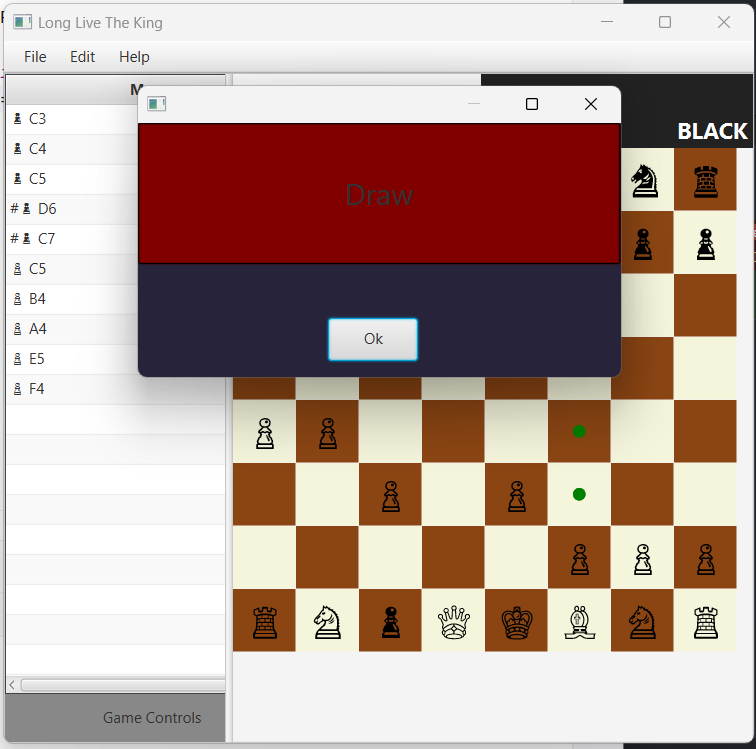 Long Live The King
File Edit Help
M
BLACK
C3
C4
C5
# D6
# C7
C5
B4
A4
E5
F4
Draw
Ok
Game Controls